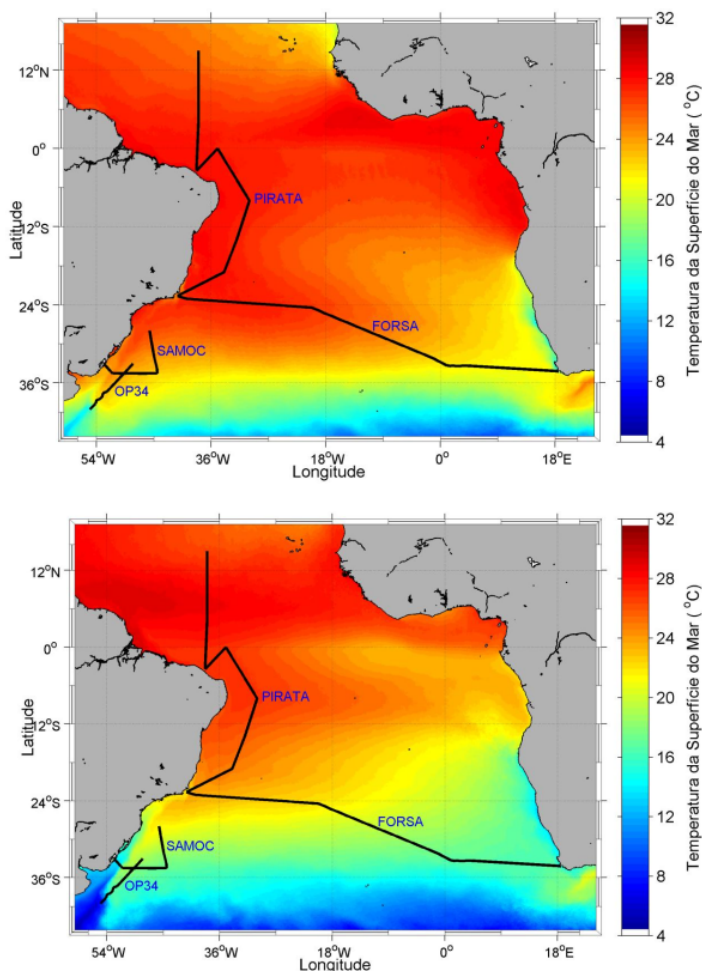 12°N
0°
12°S
24°S
36°S
Latitude
PIRATA
FORSA
SAMOC
OP34
54°W
36°W
18°W
0°
18°E
Longitude
32
28
24
20
16
12
8
4
Temperatura da Superfície do Mar ( °C)
12°N
0°
12°S
24°S
36°S
Latitude
PIRATA
FORSA
SAMOC
OP34
54°W
36°W
18°W
0°
18°E
Longitude
32
28
24
20
16
12
8
4
Temperatura da Superfície do Mar ( °C)